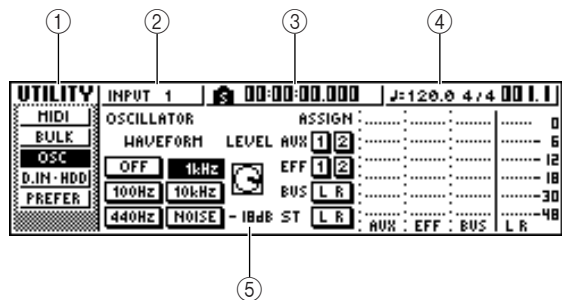 ① ② ③ ④
UTILITY INPUT 1 S 00:00:00.000 ♩=120.0 4/4 001.1
MIDI OSCILLATOR ASSIGN 0
BULK WAVEFORM LEVEL AUX 1 2 6
OSC OFF 1kHz EFF 1 2 12
D.IN·HDD 18
PREFER 100Hz 10kHz BUS L R 30
440Hz NOISE -18dB ST L R 48
AUX EFF BUS L R
⑤